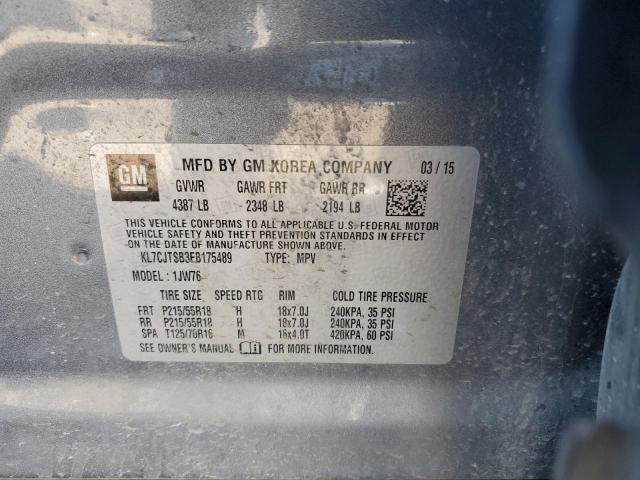 GM
MFD BY GM KOREA COMPANY 03 / 15
GVWR GAWR FRT GAWR RR
4387 LB 2348 LB 2194 LB
THIS VEHICLE CONFORMS TO ALL APPLICABLE U.S. FEDERAL MOTOR
VEHICLE SAFETY AND THEFT PREVENTION STANDARDS IN EFFECT ON
THE DATE OF MANUFACTURE SHOWN ABOVE.
KL7CJTSB3FB175489 TYPE: MPV
MODEL: 1JW76
TIRE SIZE SPEED RTG RIM COLD TIRE PRESSURE
FRT P215/55R18 H 18x7.0J 240KPA, 35 PSI
RR P215/55R18 H 18x7.0J 240KPA, 35 PSI
SPA T125/70R16 M 16x4.0T 420KPA, 60 PSI
SEE OWNER'S MANUAL FOR MORE INFORMATION.